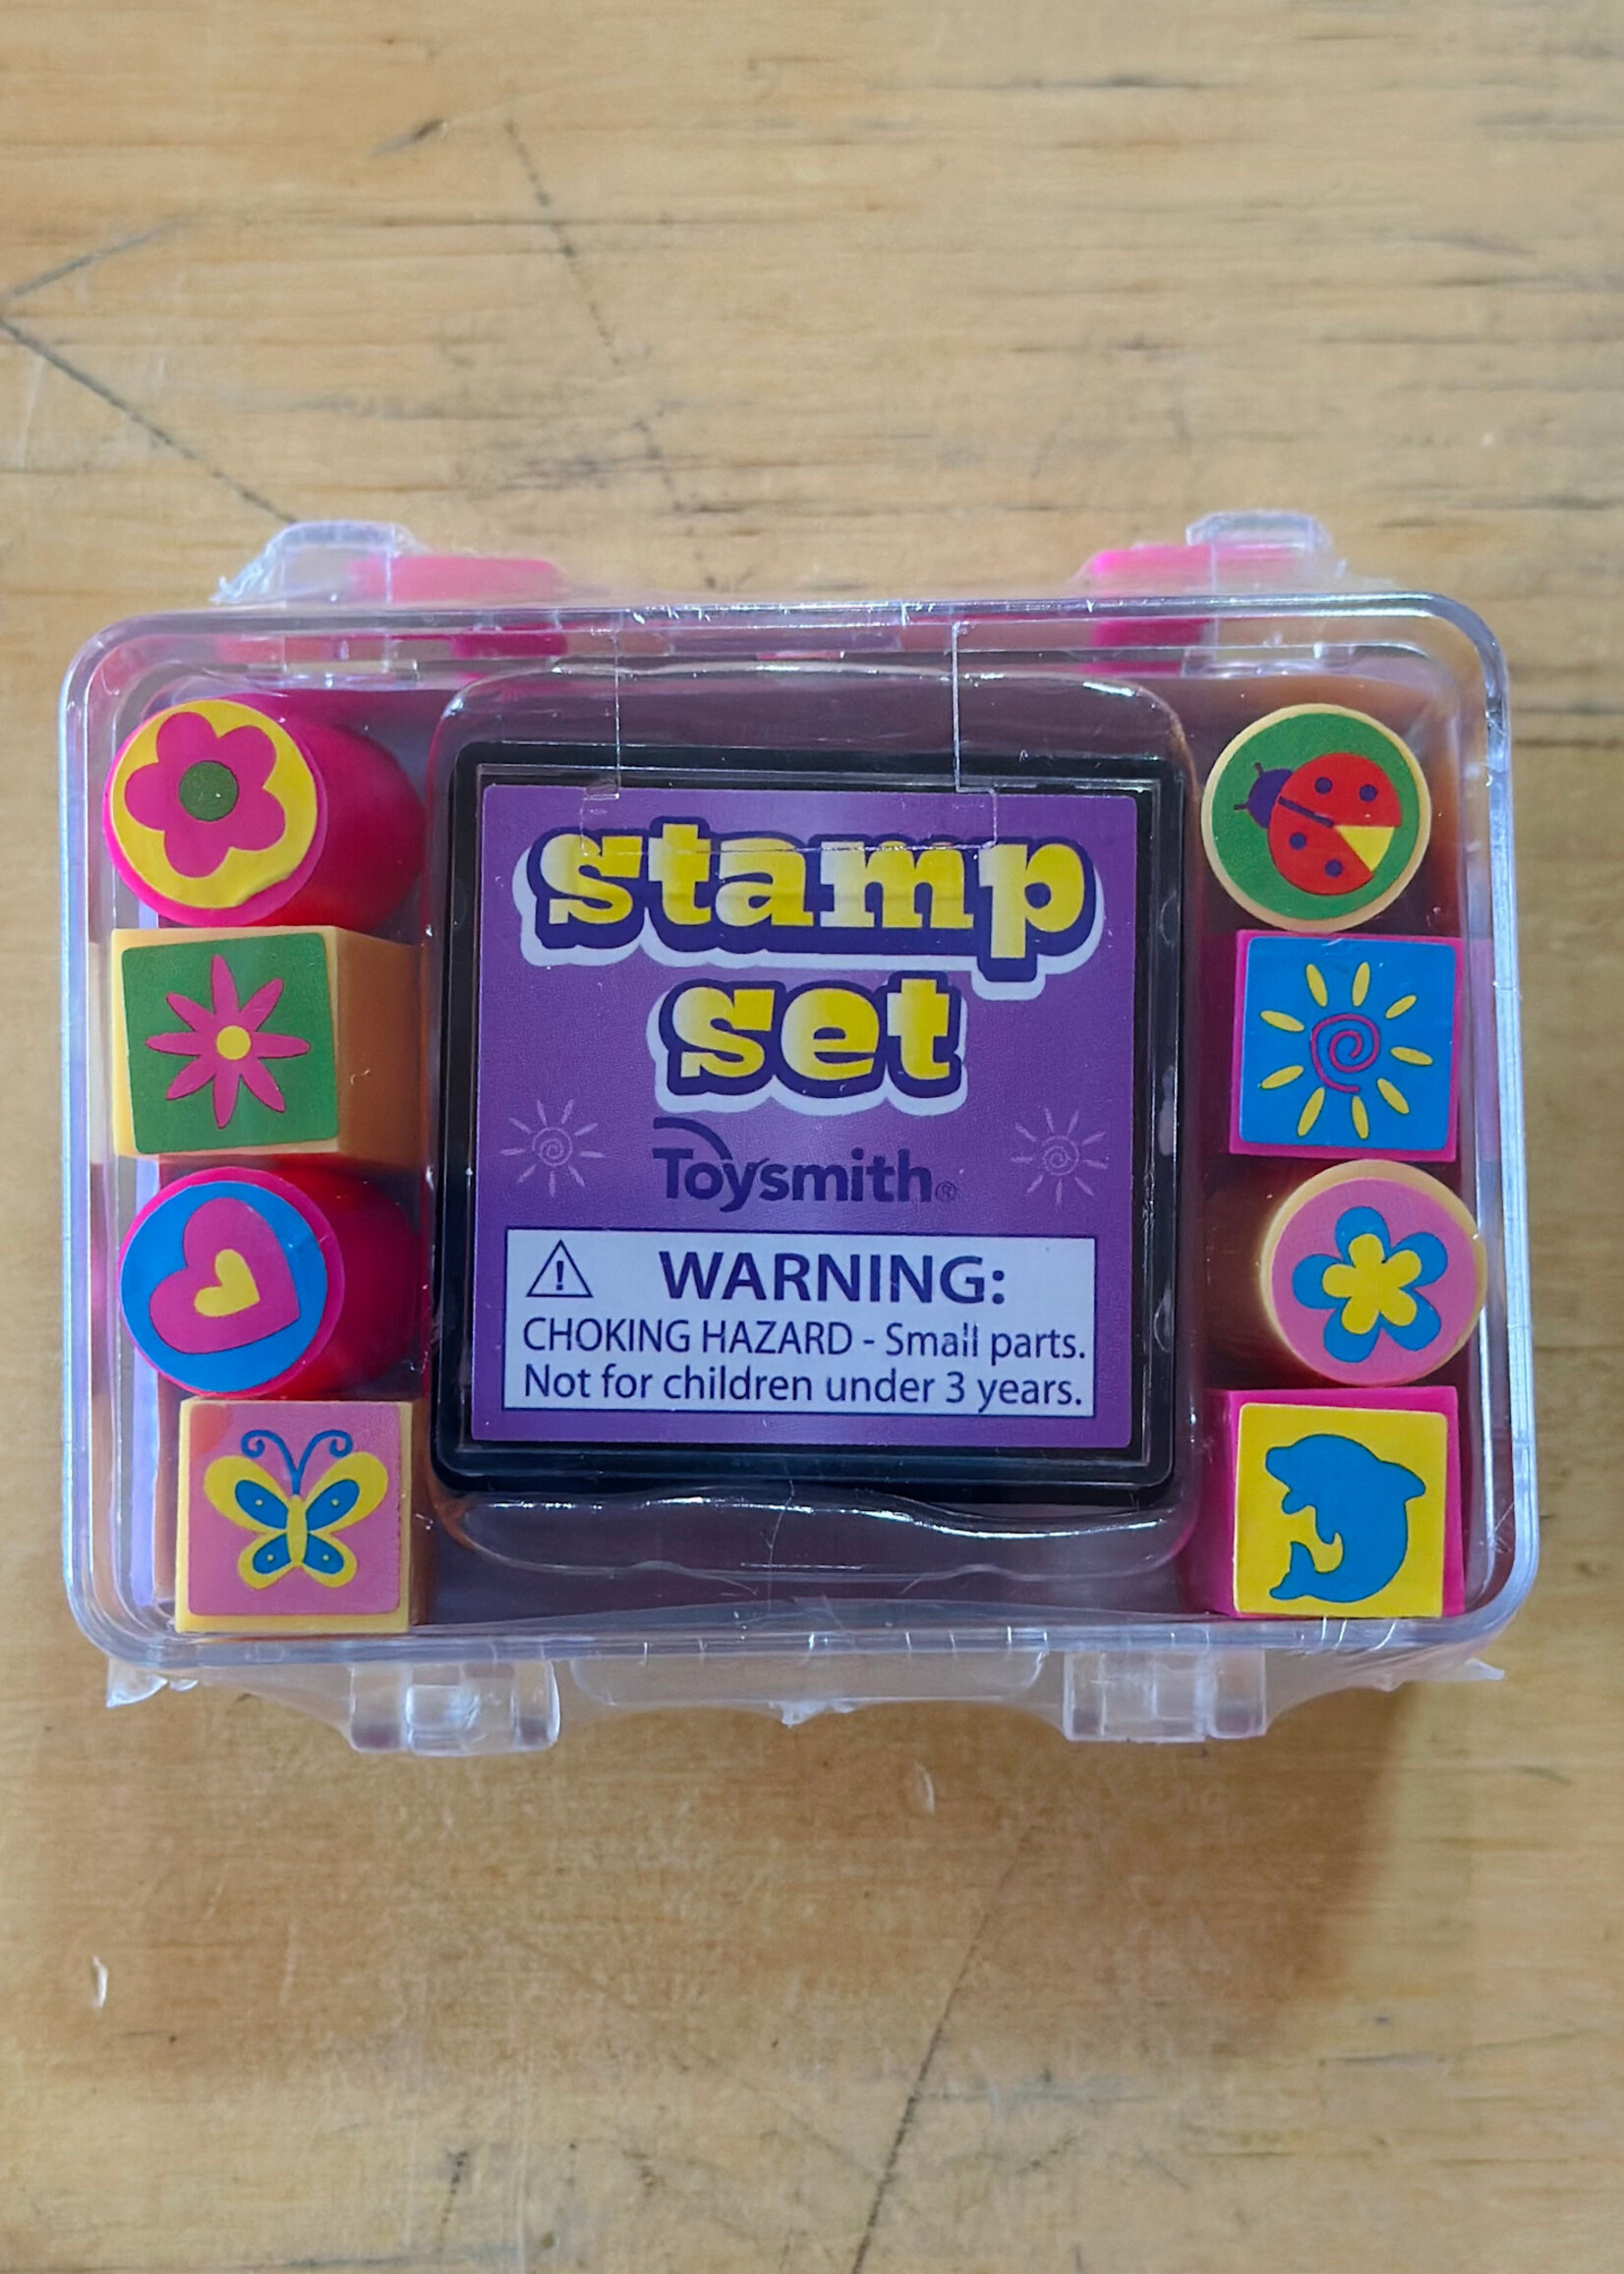 stamp
set
Toysmith®
WARNING:
CHOKING HAZARD - Small parts.
Not for children under 3 years.